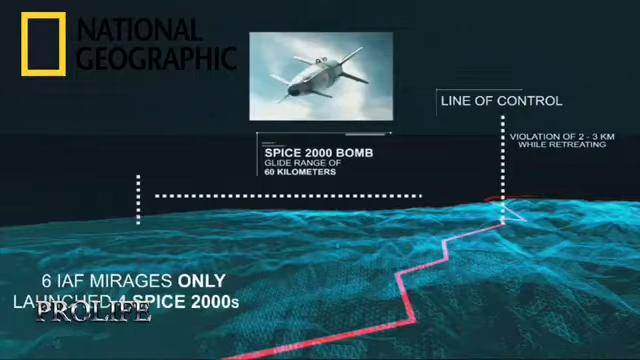 NATIONAL
GEOGRAPHIC
LINE OF CONTROL
VIOLATION OF 2 - 3 KM
WHILE RETREATING
SPICE 2000 BOMB
GLIDE RANGE OF
60 KILOMETERS
6 IAF MIRAGES ONLY
LAUNCHED 4 SPICE 2000s
PROLIFE